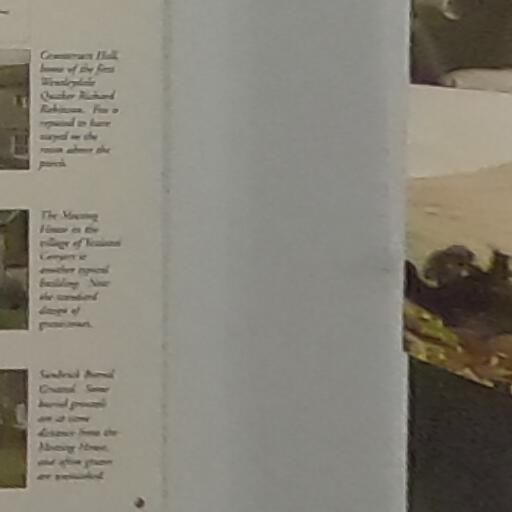 Countersett Hall,
home of the first
Wensleydale
Quaker Richard
Robinson. Fox is
reputed to have
stayed in the
room above the
porch.
The Meeting
House in the
village of Yealand
Conyers is
another typical
building. Note
the standard
design of
gravestones.
Sandwick Burial
Ground. Some
burial grounds
are at some
distance from the
Meeting House,
and often graves
are unmarked.